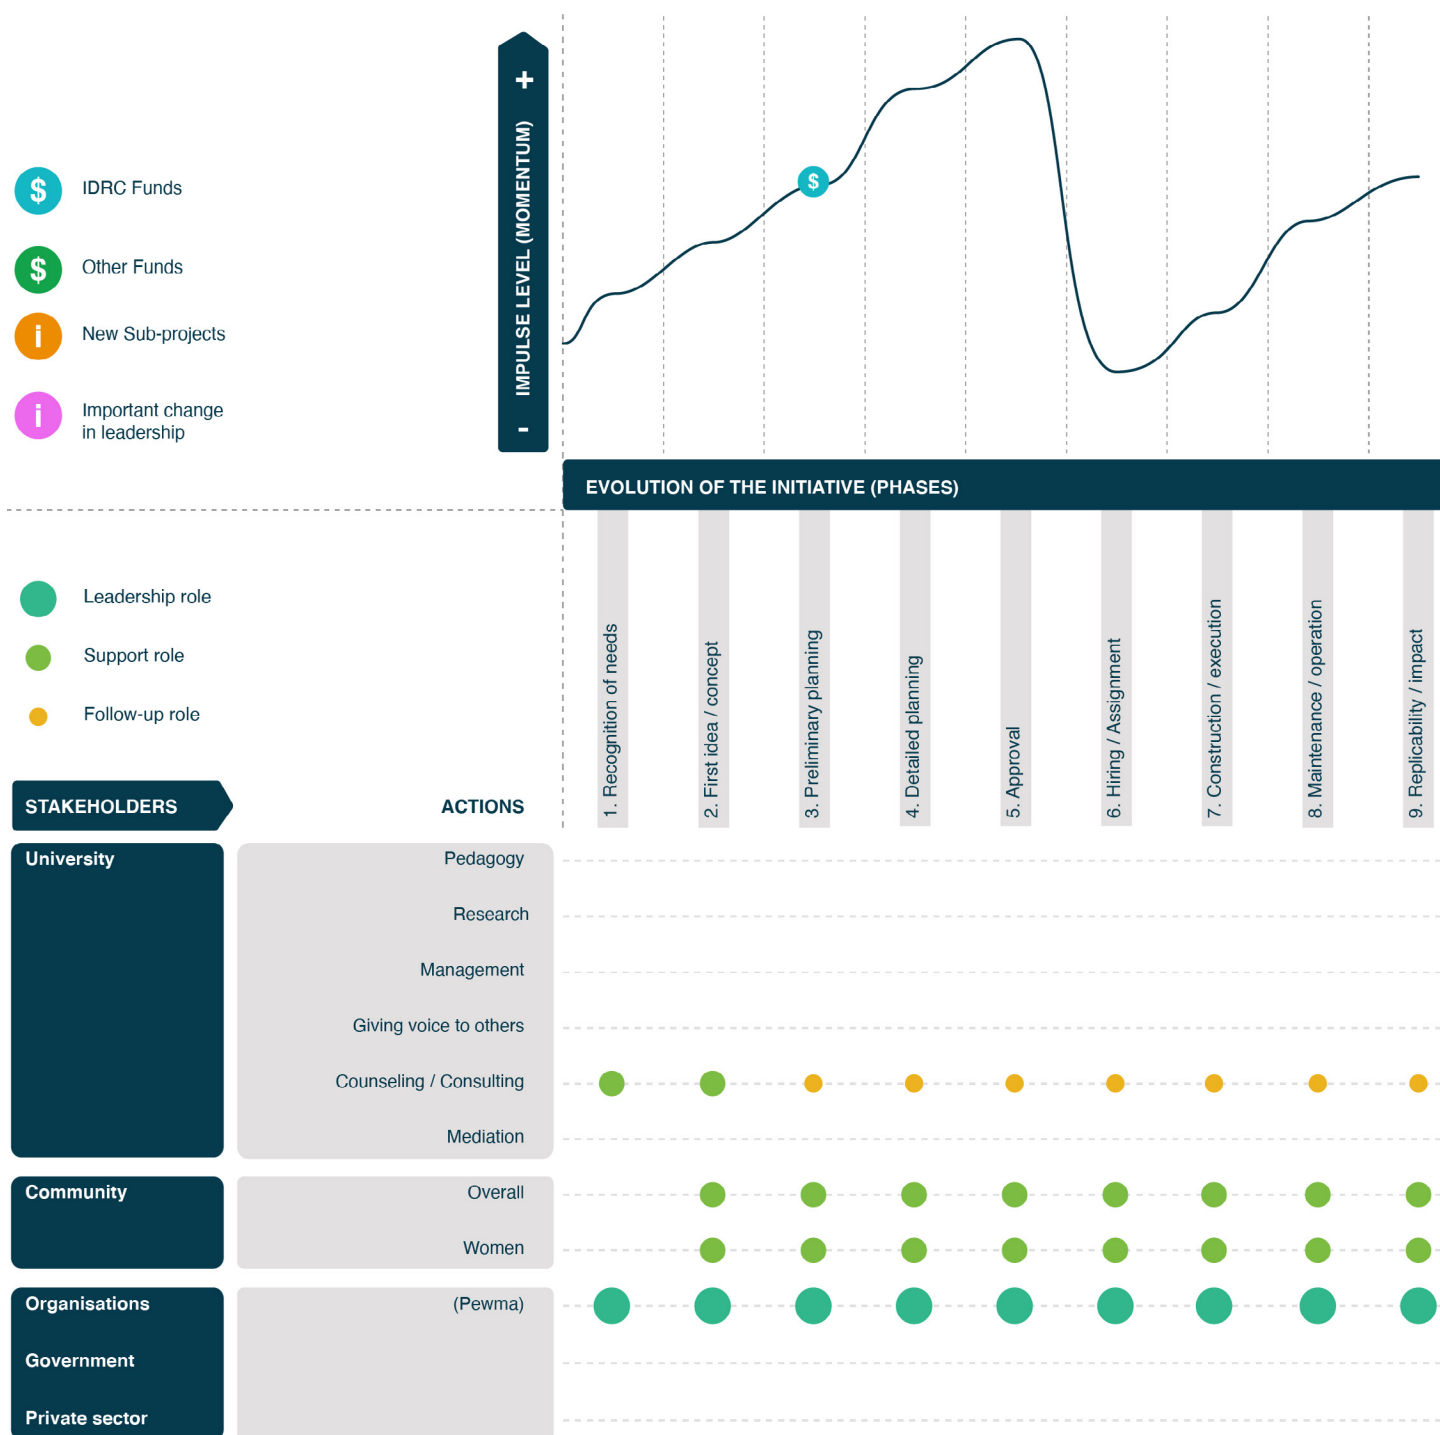 +
IMPULSE LEVEL (MOMENTUM)
-
$
$
IDRC Funds
$
Other Funds
i
New Sub-projects
i
Important change
in leadership
EVOLUTION OF THE INITIATIVE (PHASES)
Leadership role
Support role
Follow-up role
1. Recognition of needs
2. First idea / concept
3. Preliminary planning
4. Detailed planning
5. Approval
6. Hiring / Assignment
7. Construction / execution
8. Maintenance / operation
9. Replicability / impact
STAKEHOLDERS
ACTIONS
University
Pedagogy
Research
Management
Giving voice to others
Counseling / Consulting
Mediation
Community
Overall
Women
Organisations
(Pewma)
Government
Private sector